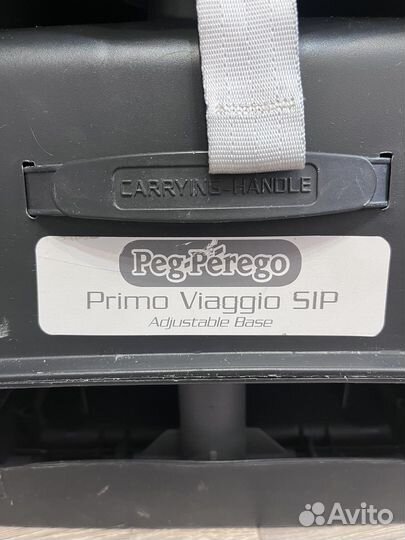 CARRYING-HANDLE
Peg-Pérego
Primo Viaggio SIP
Adjustable Base
Avito